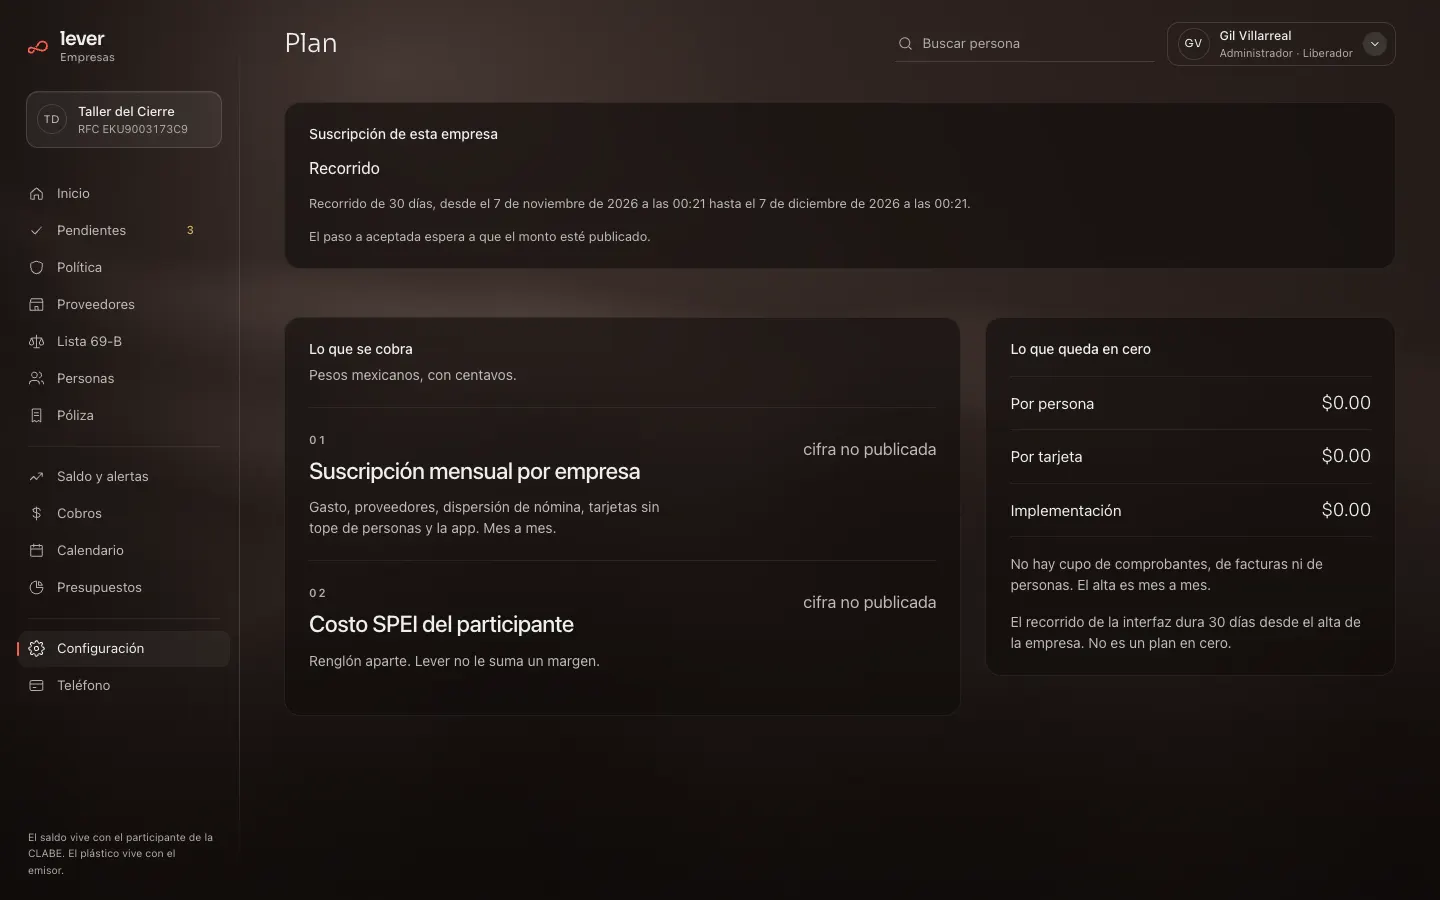 lever
Empresas
TD
Taller del Cierre
RFC EKU9003173C9
Inicio
Pendientes 3
Política
Proveedores
Lista 69-B
Personas
Póliza
Saldo y alertas
Cobros
Calendario
Presupuestos
Configuración
Teléfono
El saldo vive con el participante de la
CLABE. El plástico vive con el
emisor.
Plan
Buscar persona
GV
Gil Villarreal
Administrador · Liberador
Suscripción de esta empresa
Recorrido
Recorrido de 30 días, desde el 7 de noviembre de 2026 a las 00:21 hasta el 7 de diciembre de 2026 a las 00:21.
El paso a aceptada espera a que el monto esté publicado.
Lo que se cobra
Pesos mexicanos, con centavos.
01
cifra no publicada
Suscripción mensual por empresa
Gasto, proveedores, dispersión de nómina, tarjetas sin
tope de personas y la app. Mes a mes.
02
cifra no publicada
Costo SPEI del participante
Renglón aparte. Lever no le suma un margen.
Lo que queda en cero
Por persona $0.00
Por tarjeta $0.00
Implementación $0.00
No hay cupo de comprobantes, de facturas ni de
personas. El alta es mes a mes.
El recorrido de la interfaz dura 30 días desde el alta de
la empresa. No es un plan en cero.